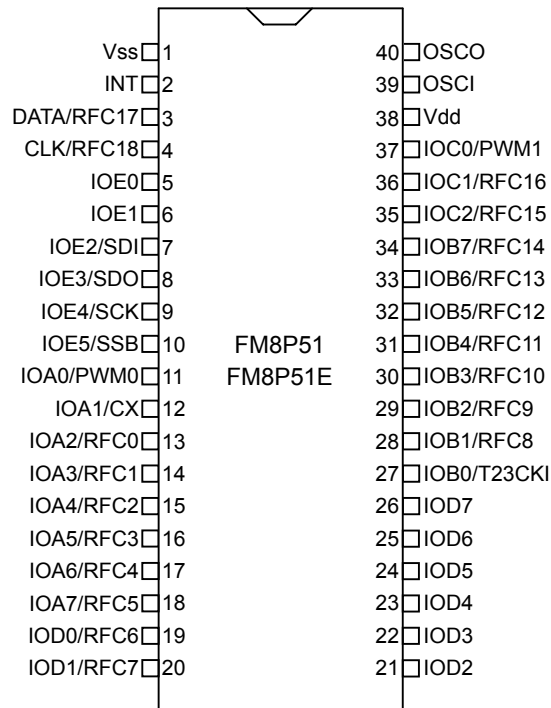 Vss 1 40 OSCO
INT 2 39 OSCI
DATA/RFC17 3 38 Vdd
CLK/RFC18 4 37 IOC0/PWM1
IOE0 5 36 IOC1/RFC16
IOE1 6 35 IOC2/RFC15
IOE2/SDI 7 34 IOB7/RFC14
IOE3/SDO 8 33 IOB6/RFC13
IOE4/SCK 9 32 IOB5/RFC12
IOE5/SSB 10 FM8P51 31 IOB4/RFC11
IOA0/PWM0 11 FM8P51E 30 IOB3/RFC10
IOA1/CX 12 29 IOB2/RFC9
IOA2/RFC0 13 28 IOB1/RFC8
IOA3/RFC1 14 27 IOB0/T23CKI
IOA4/RFC2 15 26 IOD7
IOA5/RFC3 16 25 IOD6
IOA6/RFC4 17 24 IOD5
IOA7/RFC5 18 23 IOD4
IOD0/RFC6 19 22 IOD3
IOD1/RFC7 20 21 IOD2